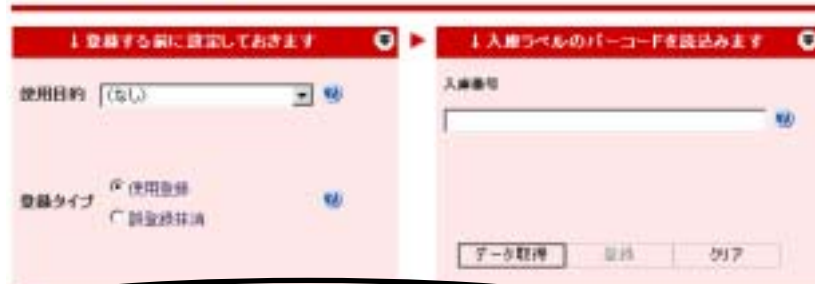 ↓登録する前に設定しておきます
使用目的 (なし)
登録タイプ
使用登録
誤登録抹消
↓入庫ラベルのバーコードを読込みます
入庫番号
データ取得 登録 クリア